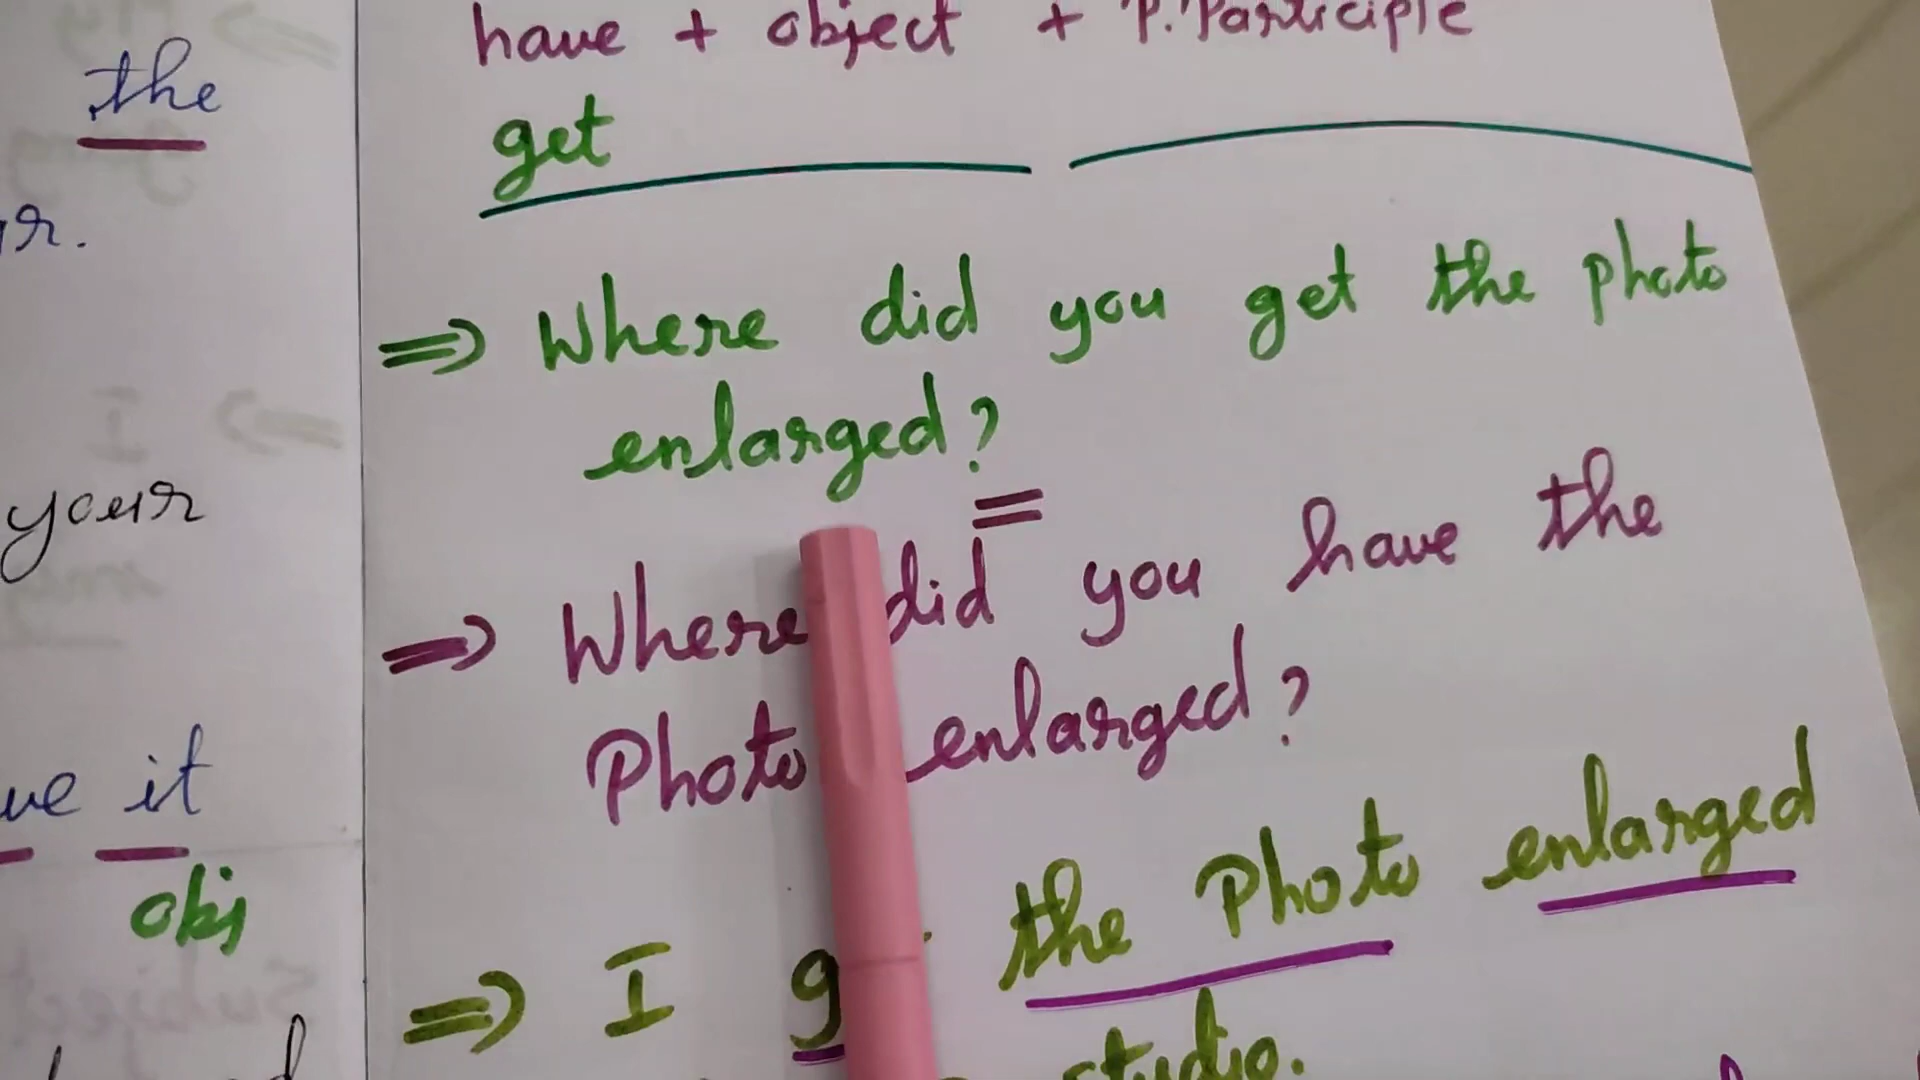 the
your
it
obj
have + object + P. Participle
get
⇒ Where did you get the photo
enlarged?
=
⇒ Where did you have the
Photo enlarged?
⇒ I the Photo enlarged
studio.